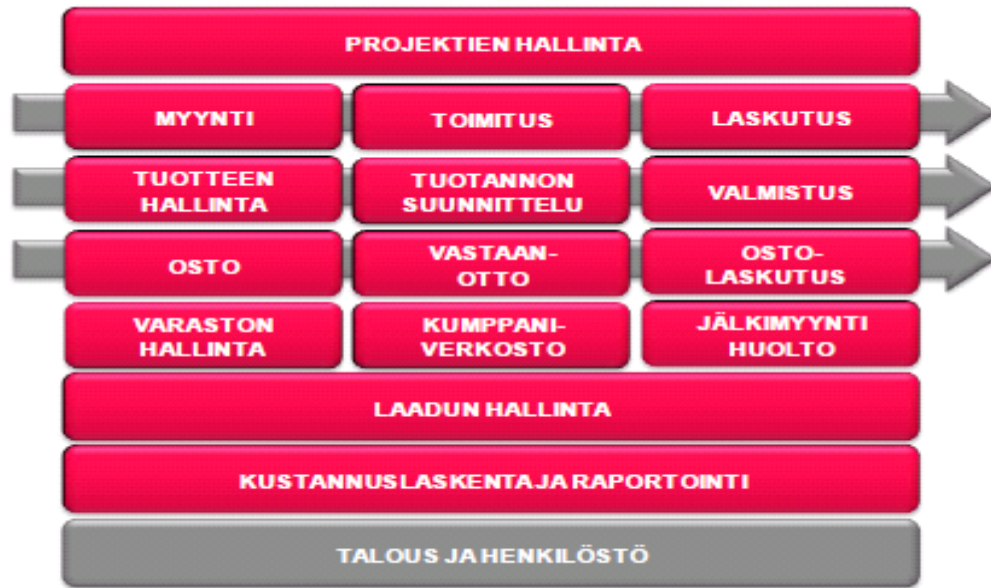 PROJEKTIEN HALLINTA
MYYNTI
TOIMITUS
LASKUTUS
TUOTTEEN
HALLINTA
TUOTANNON
SUUNNITTELU
VALMISTUS
OSTO
VASTAAN-
OTTO
OSTO-
LASKUTUS
VARASTON
HALLINTA
KUMPPANI-
VERKOSTO
JÄLKIMYYNTI
HUOLTO
LAADUN HALLINTA
KUSTANNUSLASKENTA JA RAPORTOINTI
TALOUS JA HENKILÖSTÖ